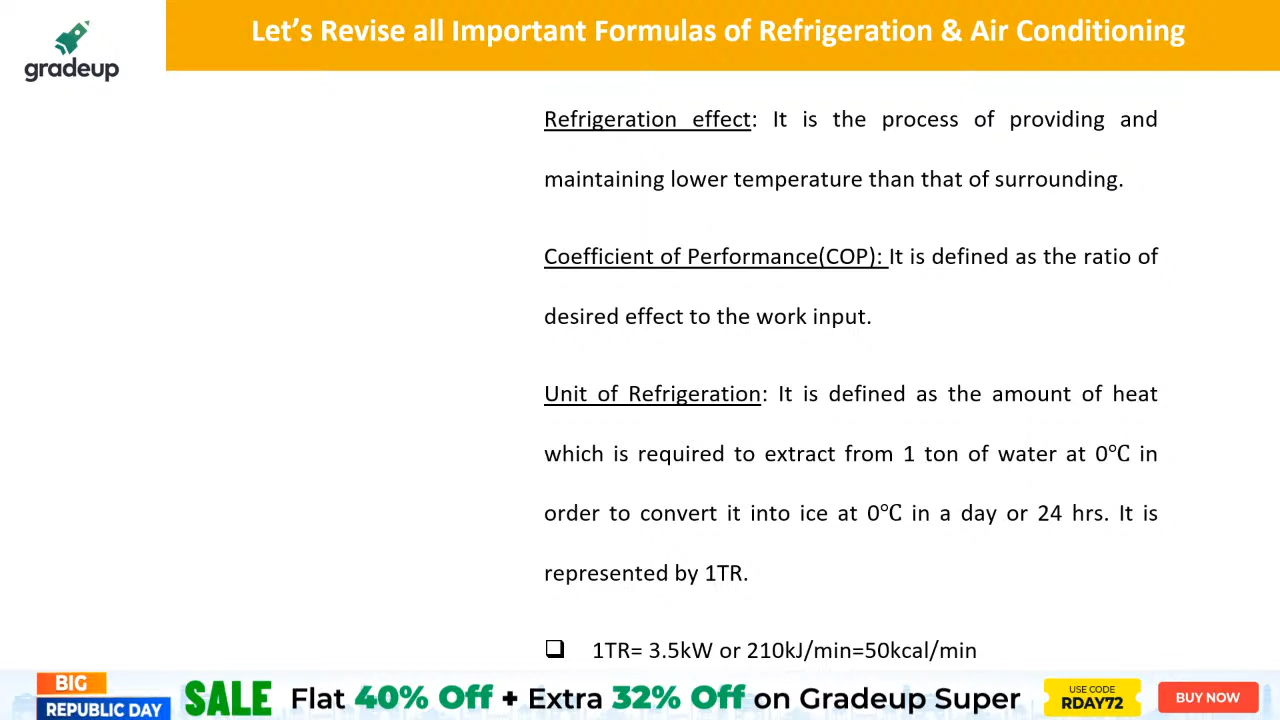 Let's Revise all Important Formulas of Refrigeration & Air Conditioning
gradeup
Refrigeration effect: It is the process of providing and
maintaining lower temperature than that of surrounding.
Coefficient of Performance(COP): It is defined as the ratio of
desired effect to the work input.
Unit of Refrigeration: It is defined as the amount of heat
which is required to extract from 1 ton of water at 0℃ in
order to convert it into ice at 0℃ in a day or 24 hrs. It is
represented by 1TR.
❑ 1TR= 3.5kW or 210kJ/min=50kcal/min
BIG
REPUBLIC DAY
SALE Flat 40% Off + Extra 32% Off on Gradeup Super
USE CODE
RDAY72
BUY NOW